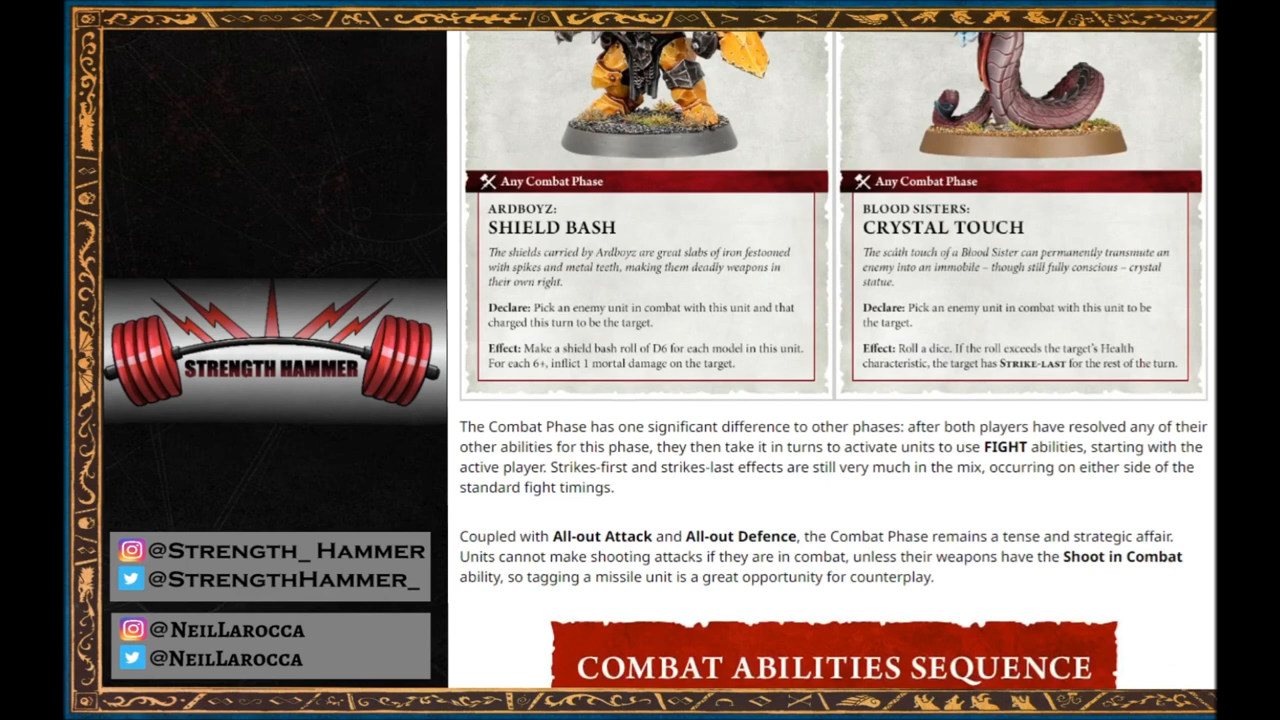 STRENGTH HAMMER
@STRENGTH_HAMMER
@STRENGTHHAMMER_
@NEILLAROCCA
@NEILLAROCCA
Any Combat Phase
ARDBOYZ:
SHIELD BASH
The shields carried by Ardboyz are great slabs of iron festooned
with spikes and metal teeth, making them deadly weapons in
their own right.
Declare: Pick an enemy unit in combat with this unit and that
charged this turn to be the target.
Effect: Make a shield bash roll of D6 for each model in this unit.
For each 6+, inflict 1 mortal damage on the target.
Any Combat Phase
BLOOD SISTERS:
CRYSTAL TOUCH
The scáth touch of a Blood Sister can permanently transmute an
enemy into an immobile – though still fully conscious – crystal
statue.
Declare: Pick an enemy unit in combat with this unit to be
the target.
Effect: Roll a dice. If the roll exceeds the target's Health
characteristic, the target has STRIKE-LAST for the rest of the turn.
The Combat Phase has one significant difference to other phases: after both players have resolved any of their
other abilities for this phase, they then take it in turns to activate units to use FIGHT abilities, starting with the
active player. Strikes-first and strikes-last effects are still very much in the mix, occurring on either side of the
standard fight timings.
Coupled with All-out Attack and All-out Defence, the Combat Phase remains a tense and strategic affair.
Units cannot make shooting attacks if they are in combat, unless their weapons have the Shoot in Combat
ability, so tagging a missile unit is a great opportunity for counterplay.
COMBAT ABILITIES SEQUENCE